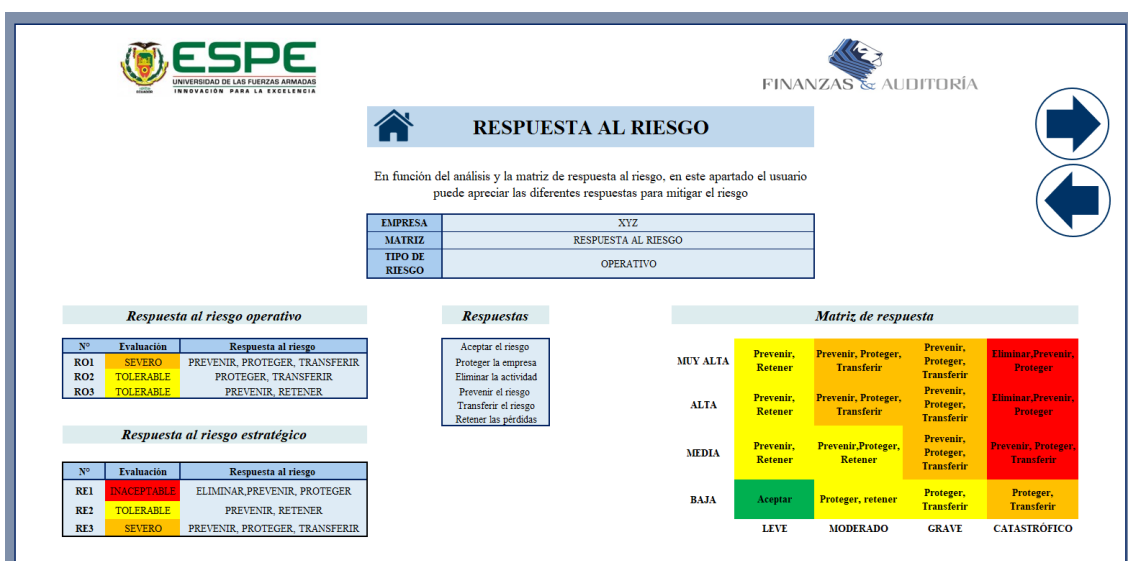 ESPE
UNIVERSIDAD DE LAS FUERZAS ARMADAS
INNOVACIÓN PARA LA EXCELENCIA
FINANZAS & AUDITORÍA
RESPUESTA AL RIESGO
En función del análisis y la matriz de respuesta al riesgo, en este apartado el usuario
puede apreciar las diferentes respuestas para mitigar el riesgo
EMPRESA XYZ
MATRIZ RESPUESTA AL RIESGO
TIPO DE
RIESGO
OPERATIVO
Respuesta al riesgo operativo
N° Evaluación Respuesta al riesgo
RO1 SEVERO PREVENIR, PROTEGER, TRANSFERIR
RO2 TOLERABLE PROTEGER, TRANSFERIR
RO3 TOLERABLE PREVENIR, RETENER
Respuesta al riesgo estratégico
N° Evaluación Respuesta al riesgo
RE1 INACEPTABLE ELIMINAR,PREVENIR, PROTEGER
RE2 TOLERABLE PREVENIR, RETENER
RE3 SEVERO PREVENIR, PROTEGER, TRANSFERIR
Respuestas
Aceptar el riesgo
Proteger la empresa
Eliminar la actividad
Prevenir el riesgo
Transferir el riesgo
Retener las pérdidas
Matriz de respuesta
MUY ALTA
Prevenir,
Retener
Prevenir, Proteger,
Transferir
Prevenir,
Proteger,
Transferir
Eliminar,Prevenir,
Proteger
ALTA
Prevenir,
Retener
Prevenir, Proteger,
Transferir
Prevenir,
Proteger,
Transferir
Eliminar,Prevenir,
Proteger
MEDIA
Prevenir,
Retener
Prevenir,Proteger,
Retener
Prevenir,
Proteger,
Transferir
Prevenir, Proteger,
Transferir
BAJA
Aceptar
Proteger, retener
Proteger,
Transferir
Proteger,
Transferir
LEVE MODERADO GRAVE CATASTRÓFICO